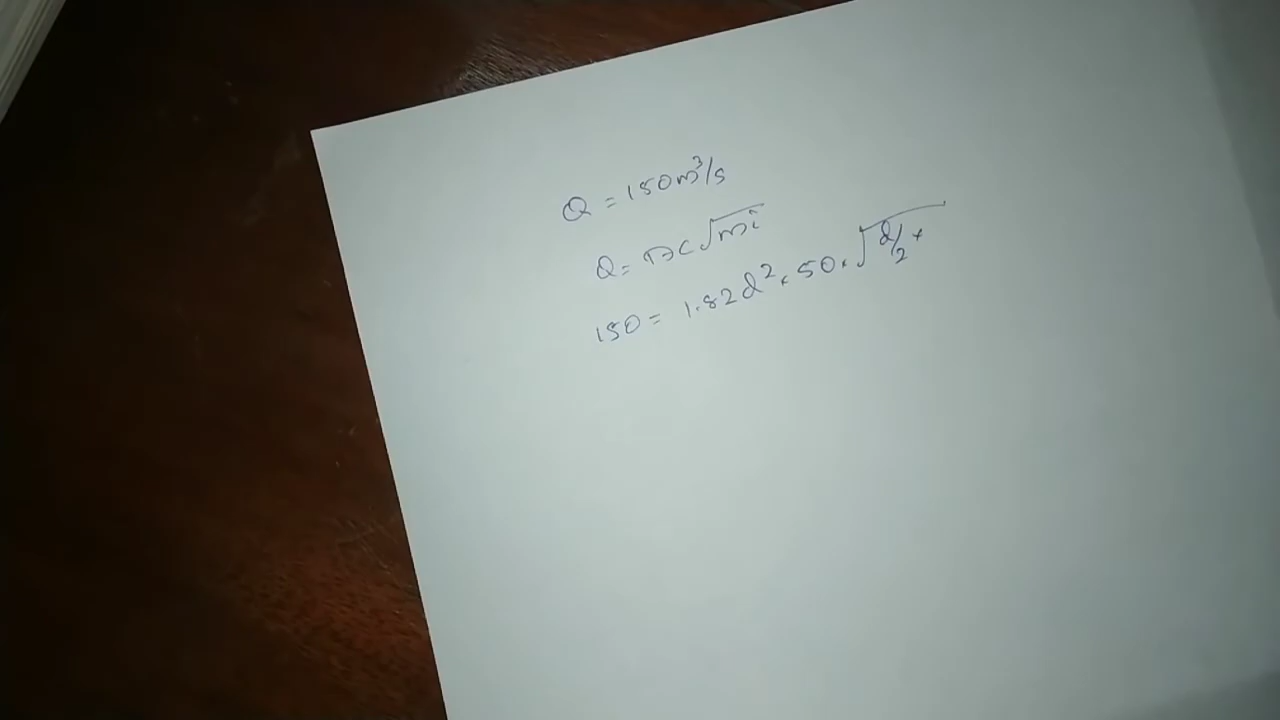 Q = 150m³/s
Q = AC√mi
150 = 1.82d² × 50 × √d/2 ×